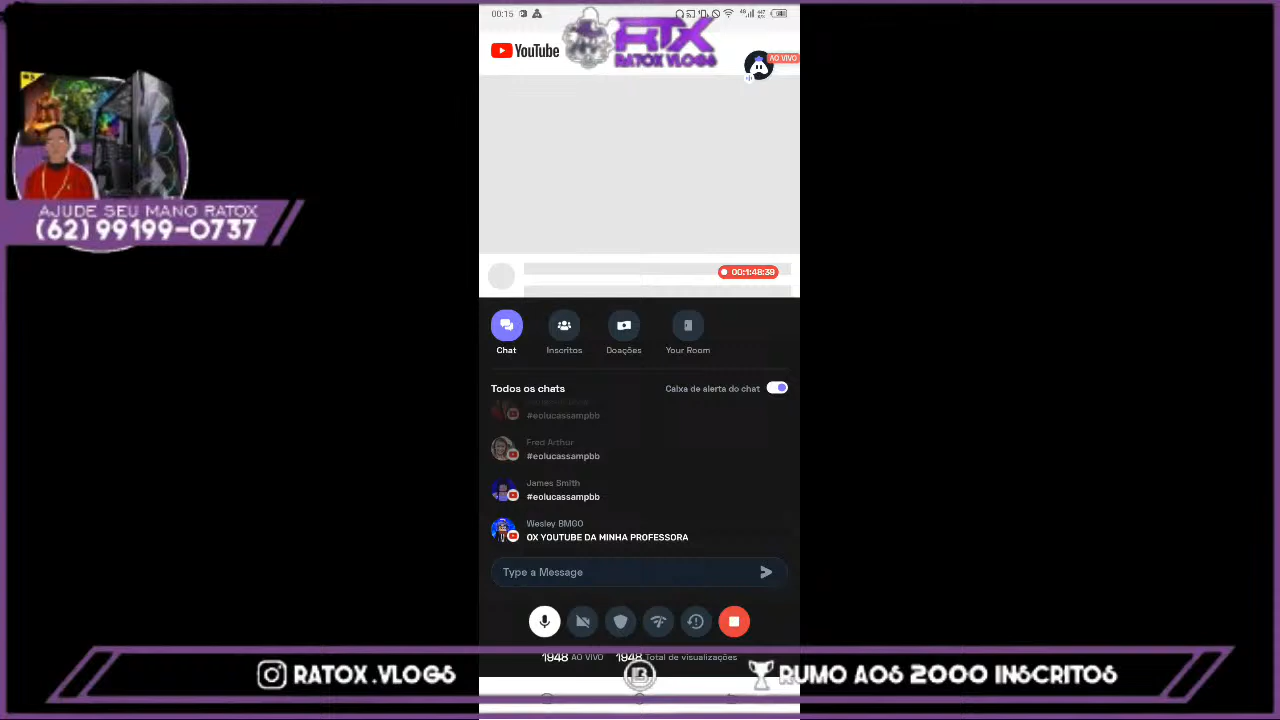 00:15
YouTube
RTX
RATOX VLOGS
AO VIVO
AJUDE SEU MANO RATOX
(62) 99199-0737
00:1:48:39
Chat
Inscritos
Doações
Your Room
Todos os chats
Caixa de alerta do chat
#eolucassampbb
Fred Arthur
#eolucassampbb
James Smith
#eolucassampbb
Wesley BMGO
OX YOUTUBE DA MINHA PROFESSORA
Type a Message
1948 AO VIVO
1948 Total de visualizações
RATOX.VLOGS
RUMO AOS 2000 INSCRITOS